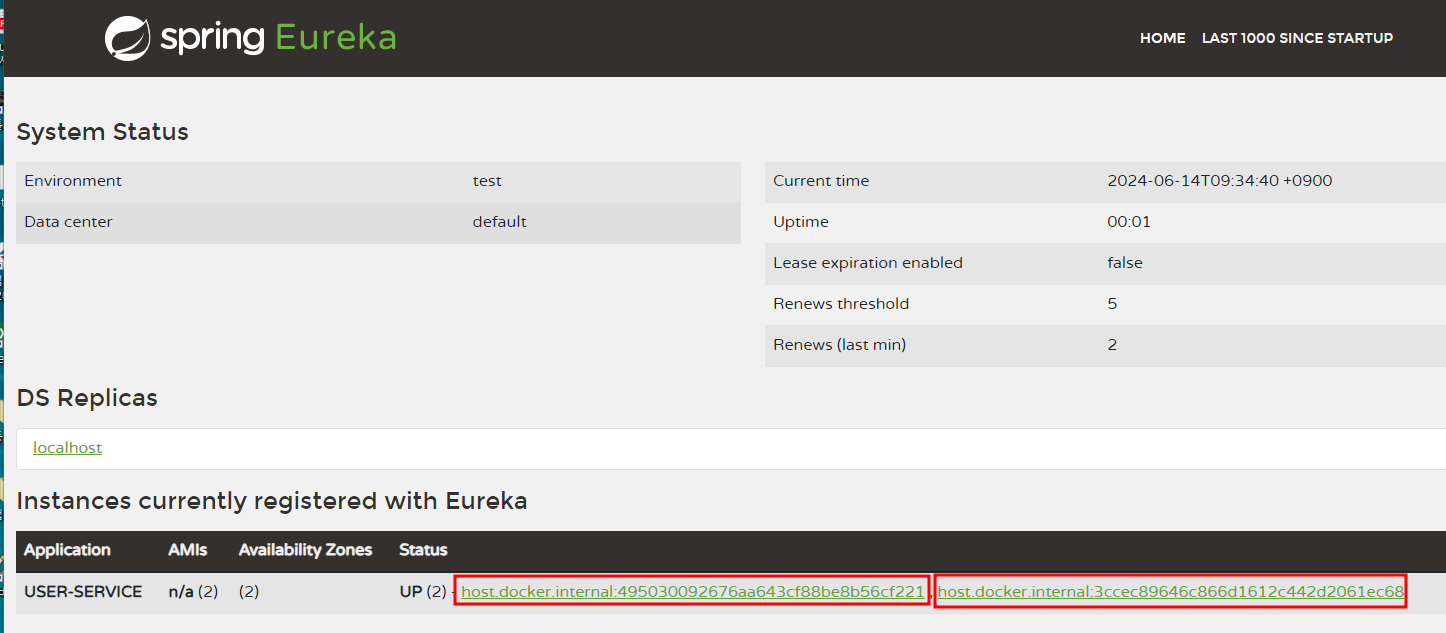 spring Eureka
HOME LAST 1000 SINCE STARTUP
System Status
Environment test
Data center default
Current time 2024-06-14T09:34:40 +0900
Uptime 00:01
Lease expiration enabled false
Renews threshold 5
Renews (last min) 2
DS Replicas
localhost
Instances currently registered with Eureka
Application AMIs Availability Zones Status
USER-SERVICE n/a (2) (2) UP (2) - host.docker.internal:495030092676aa643cf88be8b56cf221 , host.docker.internal:3ccec89646c866d1612c442d2061ec68